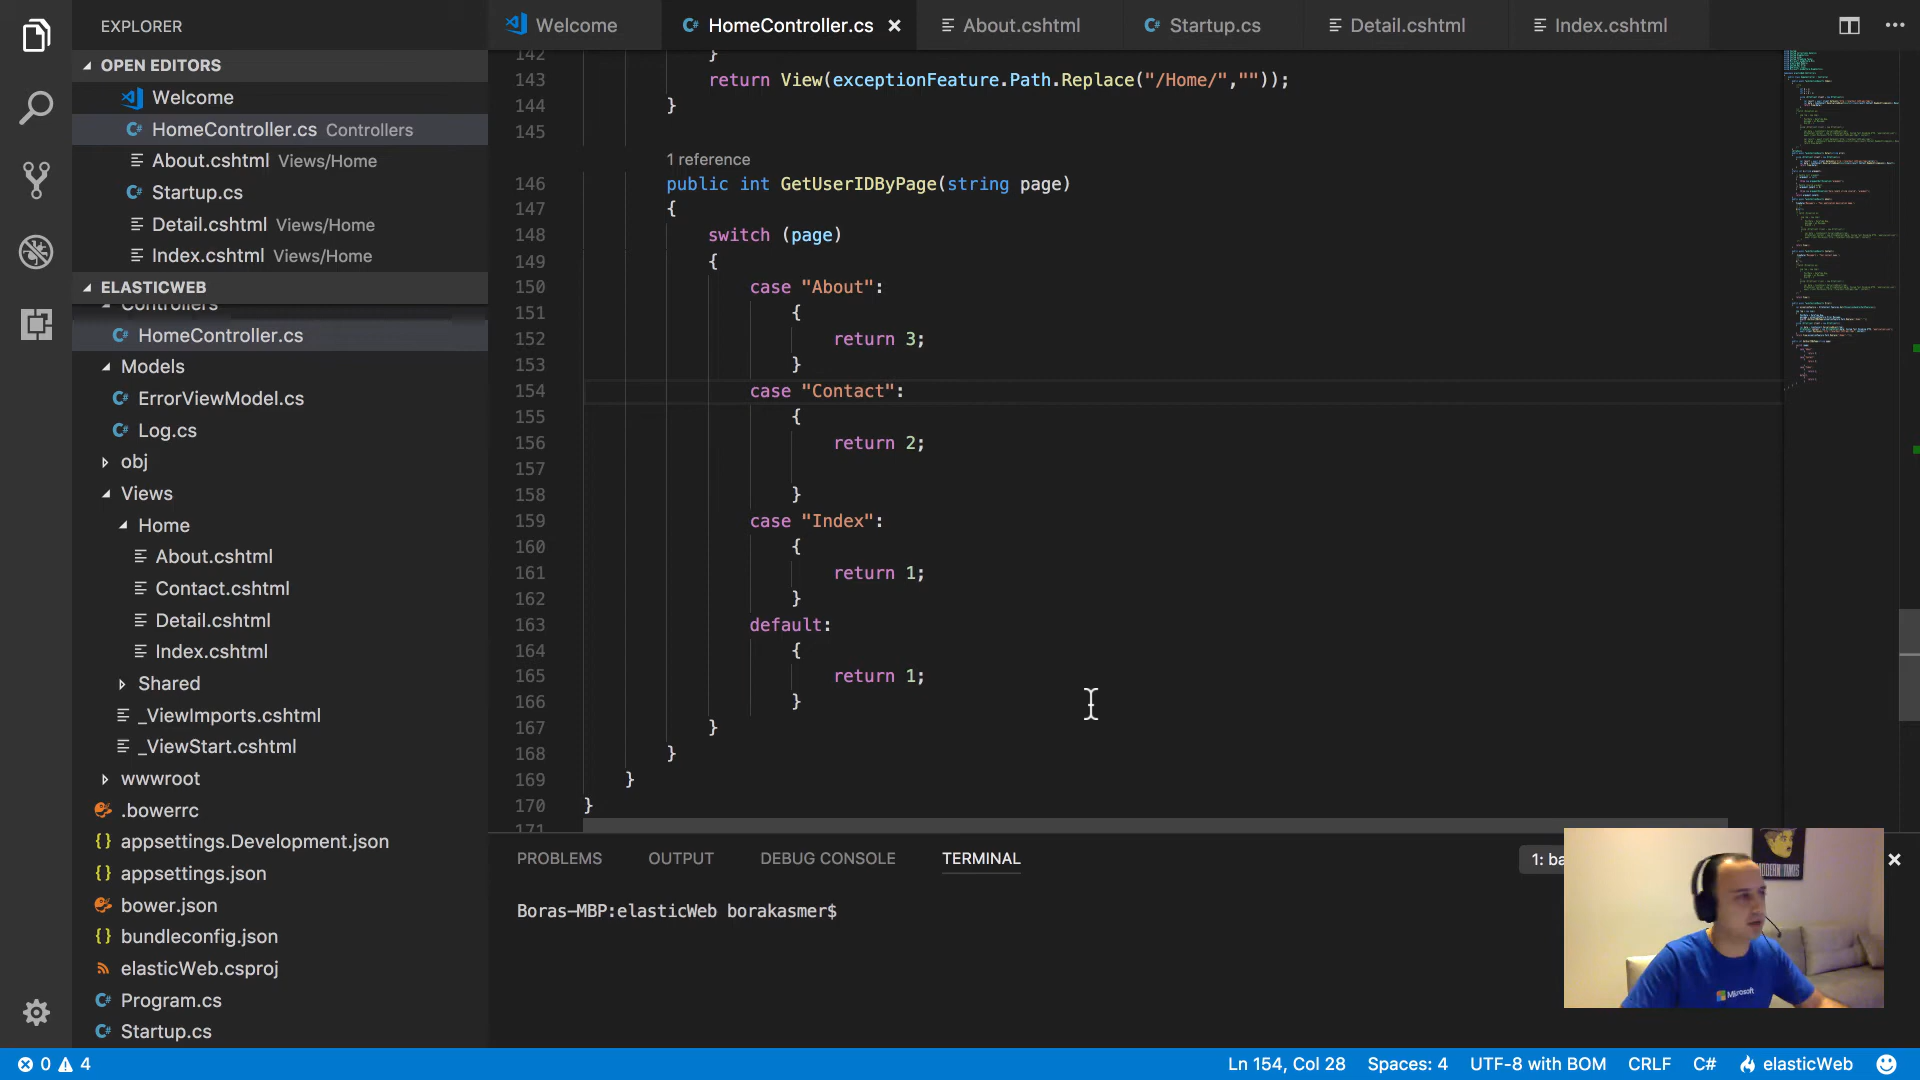 EXPLORER
OPEN EDITORS
Welcome
HomeController.cs Controllers
About.cshtml Views/Home
Startup.cs
Detail.cshtml Views/Home
Index.cshtml Views/Home
ELASTICWEB
Controllers
HomeController.cs
Models
ErrorViewModel.cs
Log.cs
obj
Views
Home
About.cshtml
Contact.cshtml
Detail.cshtml
Index.cshtml
Shared
_ViewImports.cshtml
_ViewStart.cshtml
wwwroot
.bowerrc
appsettings.Development.json
appsettings.json
bower.json
bundleconfig.json
elasticWeb.csproj
Program.cs
Startup.cs
Welcome HomeController.cs About.cshtml Startup.cs Detail.cshtml Index.cshtml
142 }
143 return View(exceptionFeature.Path.Replace("/Home/",""));
144 }
145
1 reference
146 public int GetUserIDByPage(string page)
147 {
148 switch (page)
149 {
150 case "About":
151 {
152 return 3;
153 }
154 case "Contact":
155 {
156 return 2;
157
158 }
159 case "Index":
160 {
161 return 1;
162 }
163 default:
164 {
165 return 1;
166 }
167 }
168 }
169 }
170 }
171
PROBLEMS OUTPUT DEBUG CONSOLE TERMINAL 1: ba
Boras-MBP:elasticWeb borakasmer$
MODERN TIMES
Microsoft
0 4 Ln 154, Col 28 Spaces: 4 UTF-8 with BOM CRLF C# elasticWeb